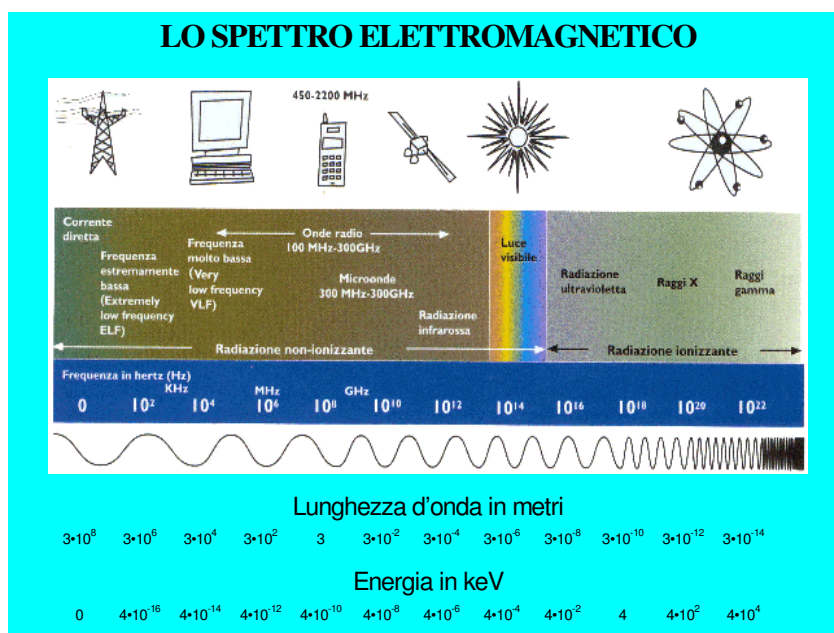 LO SPETTRO ELETTROMAGNETICO
450-2200 MHz
Corrente
diretta
Frequenza
estremamente
bassa
(Extremely
low frequency
ELF)
Frequenza
molto bassa
(Very
low frequency
VLF)
Onde radio
100 MHz-300GHz
Microonde
300 MHz-300GHz
Radiazione
infrarossa
Luce
visibile
Radiazione
ultravioletta
Raggi X
Raggi
gamma
Radiazione non-ionizzante
Radiazione ionizzante
Frequenza in hertz (Hz)
KHz MHz GHz
0 10² 10⁴ 10⁶ 10⁸ 10¹⁰ 10¹² 10¹⁴ 10¹⁶ 10¹⁸ 10²⁰ 10²²
Lunghezza d'onda in metri
3•10⁸ 3•10⁶ 3•10⁴ 3•10² 3 3•10⁻² 3•10⁻⁴ 3•10⁻⁶ 3•10⁻⁸ 3•10⁻¹⁰ 3•10⁻¹² 3•10⁻¹⁴
Energia in keV
0 4•10⁻¹⁶ 4•10⁻¹⁴ 4•10⁻¹² 4•10⁻¹⁰ 4•10⁻⁸ 4•10⁻⁶ 4•10⁻⁴ 4•10⁻² 4 4•10² 4•10⁴